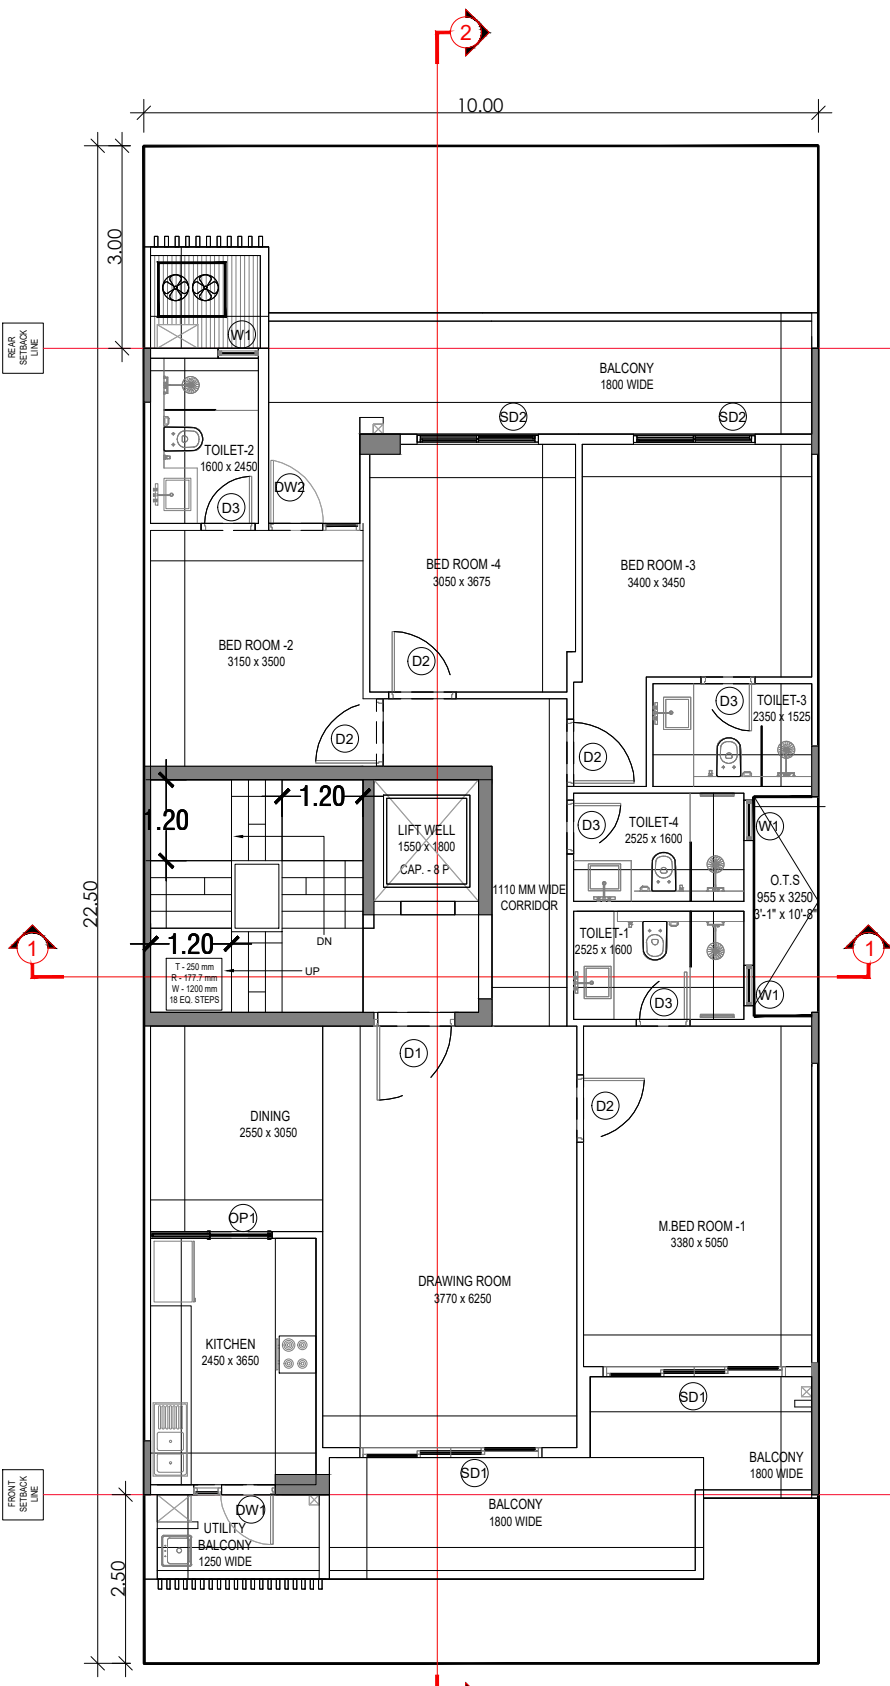 2
10.00
3.00
REAR
SETBACK
LINE
W1
BALCONY
1800 WIDE
SD2
SD2
TOILET-2
1600 x 2450
DW2
D3
BED ROOM -4
3050 x 3675
BED ROOM -3
3400 x 3450
BED ROOM -2
3150 x 3500
D2
D3
TOILET-3
2350 x 1525
D2
D2
1.20
1.20
LIFT WELL
1550 x 1800
CAP. - 8 P
D3
TOILET-4
2525 x 1600
W1
O.T.S
955 x 3250
3'-1" x 10'-8"
1110 MM WIDE
CORRIDOR
22.50
1
1.20
DN
UP
T - 250 mm
R - 177.7 mm
W - 1200 mm
18 EQ. STEPS
TOILET-1
2525 x 1600
1
W1
D3
D1
D2
DINING
2550 x 3050
OP1
M.BED ROOM -1
3380 x 5050
DRAWING ROOM
3770 x 6250
KITCHEN
2450 x 3650
SD1
SD1
BALCONY
1800 WIDE
FRONT
SETBACK
LINE
DW1
BALCONY
1800 WIDE
UTILITY
BALCONY
1250 WIDE
2.50